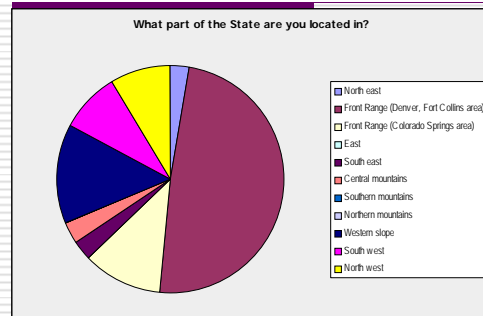 What part of the State are you located in?
North east
Front Range (Denver, Fort Collins area)
Front Range (Colorado Springs area)
East
South east
Central mountains
Southern mountains
Northern mountains
Western slope
South west
North west